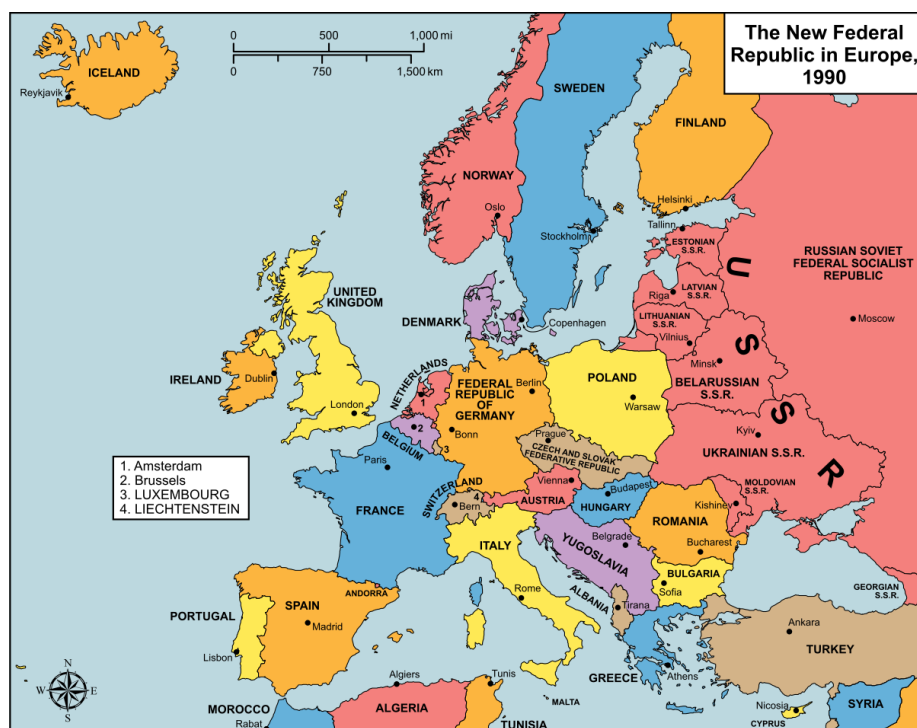 The New Federal
Republic in Europe,
1990
0 500 1,000 mi
0 750 1,500 km
ICELAND
Reykjavik
SWEDEN
FINLAND
NORWAY
Oslo
Helsinki
Tallinn
Stockholm
ESTONIAN
S.S.R.
RUSSIAN SOVIET
FEDERAL SOCIALIST
REPUBLIC
Moscow
U
S
S
R
Riga
LATVIAN
S.S.R.
LITHUANIAN
S.S.R.
Vilnius
Minsk
BELARUSSIAN
S.S.R.
UNITED
KINGDOM
DENMARK
Copenhagen
IRELAND
Dublin
London
NETHERLANDS
1
FEDERAL
REPUBLIC
OF
GERMANY
Berlin
Bonn
POLAND
Warsaw
Kyiv
UKRAINIAN S.S.R.
2
BELGIUM
3
Prague
CZECH AND SLOVAK
FEDERATIVE REPUBLIC
1. Amsterdam
2. Brussels
3. LUXEMBOURG
4. LIECHTENSTEIN
Paris
FRANCE
SWITZERLAND
4
Bern
Vienna
AUSTRIA
Budapest
HUNGARY
MOLDOVIAN
S.S.R.
Kishinev
ROMANIA
Bucharest
ITALY
Rome
YUGOSLAVIA
Belgrade
BULGARIA
Sofia
ALBANIA
Tirana
GEORGIAN
S.S.R.
PORTUGAL
Lisbon
SPAIN
Madrid
ANDORRA
GREECE
Athens
Ankara
TURKEY
N
W E
S
MOROCCO
Rabat
Algiers
ALGERIA
Tunis
TUNISIA
MALTA
Nicosia
CYPRUS
SYRIA